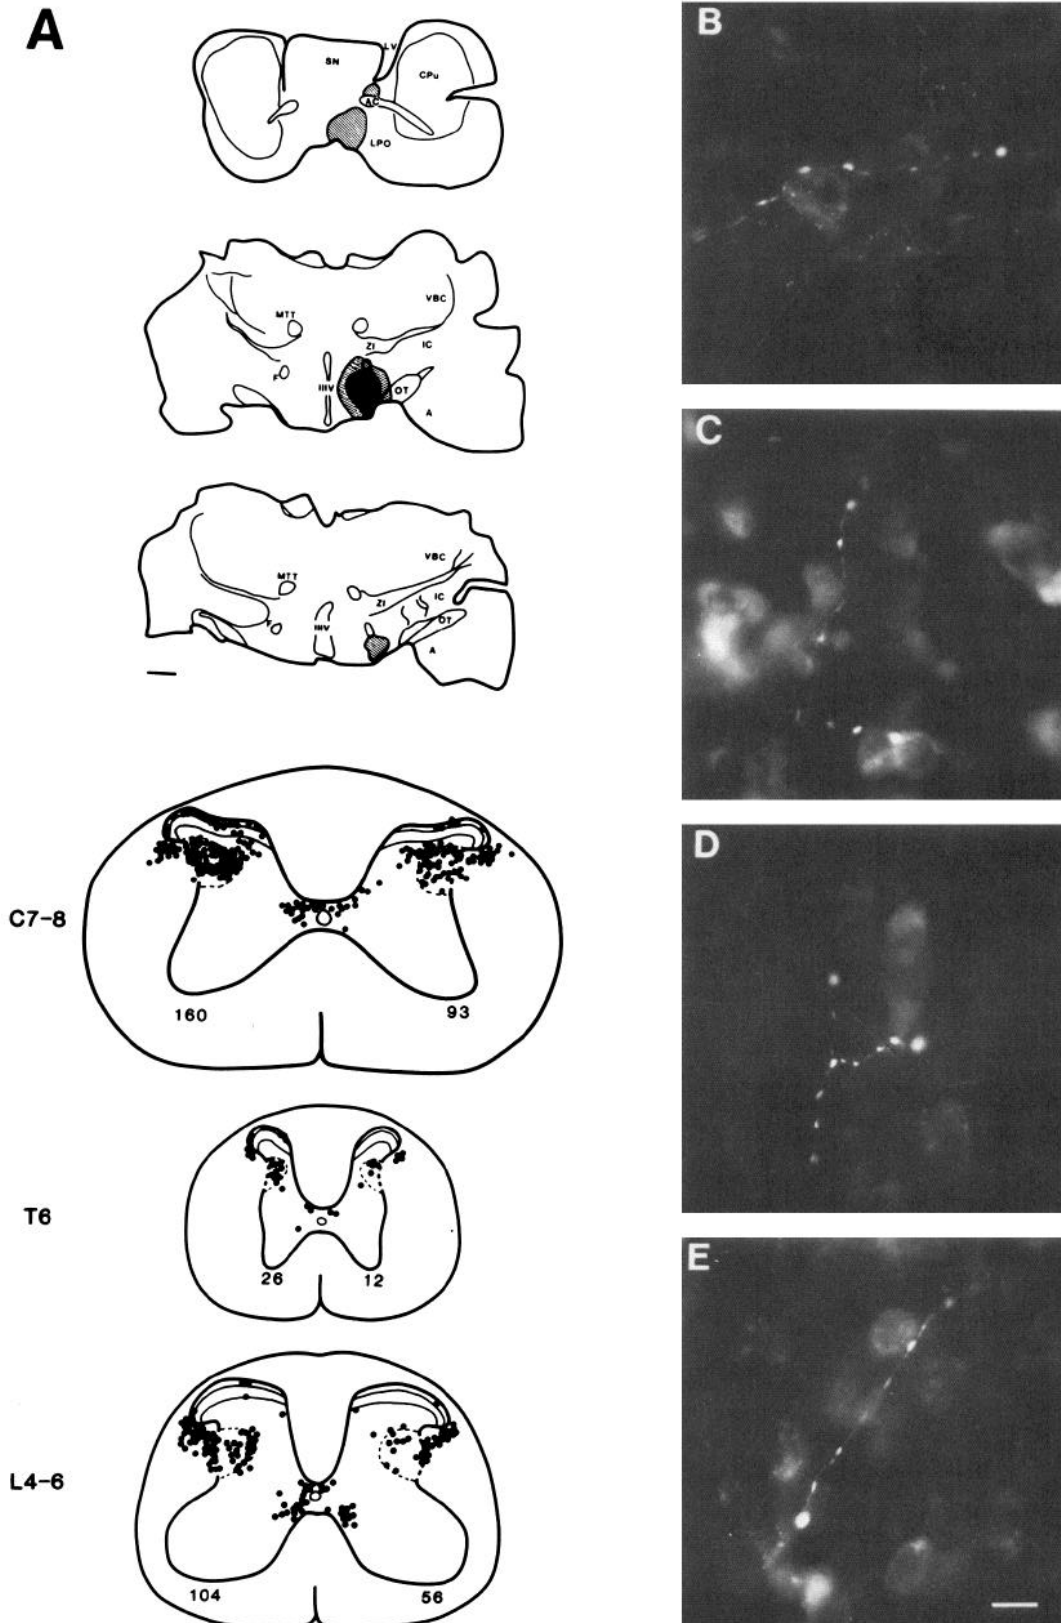 A
LV
SN
CPu
AC
LPO
VBC
MTT
ZI
IC
F
IIIV
OT
A
VBC
MTT
ZI
IC
F
IIIV
OT
A
C7-8
160
93
T6
26
12
L4-6
104
56
B
C
D
E